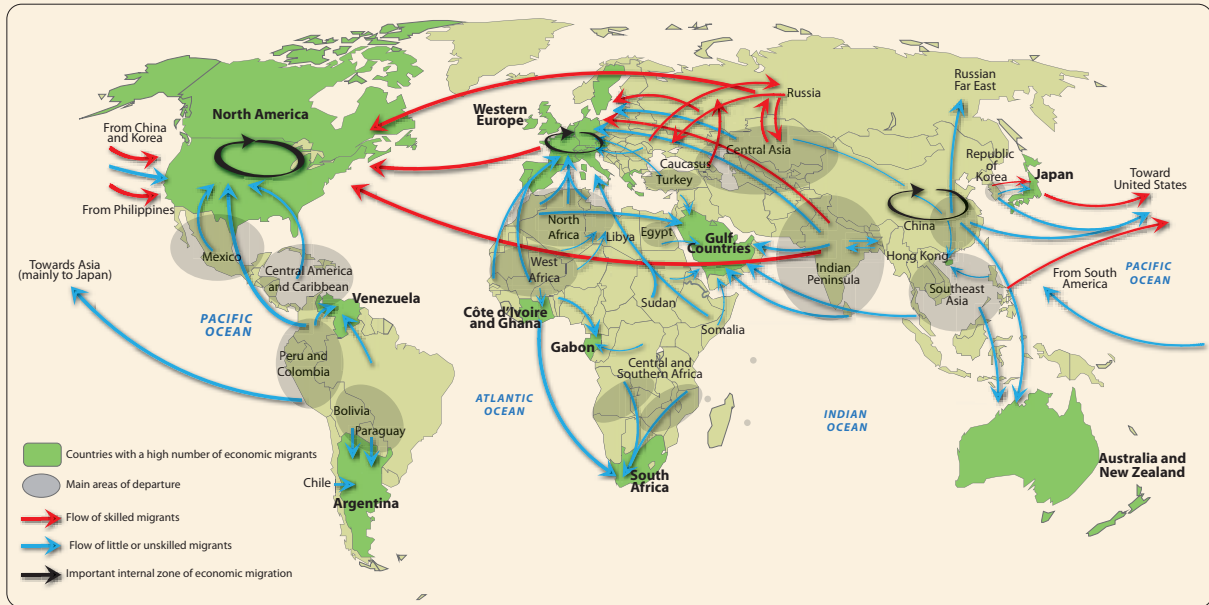 North America
From China
and Korea
From Philippines
Mexico
Central America
and Caribbean
Towards Asia
(mainly to Japan)
PACIFIC
OCEAN
Venezuela
Peru and
Colombia
Bolivia
Paraguay
Chile
Argentina
Western
Europe
Russia
Central Asia
Caucasus
Turkey
North
Africa
Libya
Egypt
Gulf
Countries
West
Africa
Sudan
Somalia
Côte d'Ivoire
and Ghana
Gabon
Central and
Southern Africa
ATLANTIC
OCEAN
South
Africa
INDIAN
OCEAN
Indian
Peninsula
Russian
Far East
Republic
of
Korea
Japan
Toward
United States
China
Hong Kong
Southeast
Asia
From South
America
PACIFIC
OCEAN
Australia and
New Zealand
Countries with a high number of economic migrants
Main areas of departure
Flow of skilled migrants
Flow of little or unskilled migrants
Important internal zone of economic migration